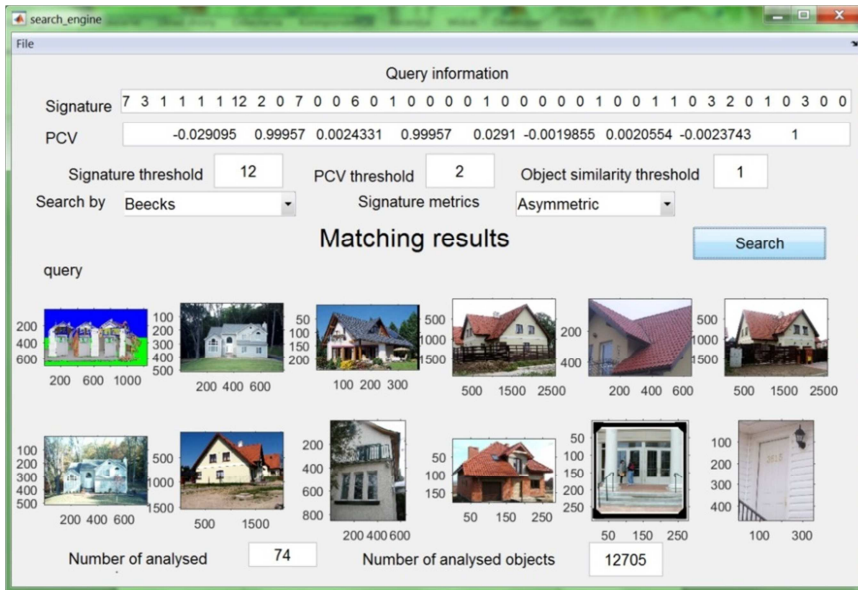 search_engine
File
Query information
Signature 7 3 1 1 1 1 12 2 0 7 0 0 6 0 1 0 0 0 0 1 0 0 0 0 0 1 0 0 1 1 0 3 2 0 1 0 3 0 0
PCV -0.029095 0.99957 0.0024331 0.99957 0.0291 -0.0019855 0.0020554 -0.0023743 1
Signature threshold 12 PCV threshold 2 Object similarity threshold 1
Search by Beecks Signature metrics Asymmetric
Matching results Search
query
200 400 600 100 200 300 400 500 50 100 150 200 500 1000 1500 200 400 500 1000 1500
200 600 1000 200 400 600 100 200 300 500 1500 2500 200 400 600 500 1500 2500
100 200 300 400 500 500 1000 1500 200 400 600 800 50 100 150 50 100 150 200 250 100 200 300 400
200 400 600 500 1500 200 400 600 50 150 250 50 150 250 100 300
Number of analysed 74 Number of analysed objects 12705